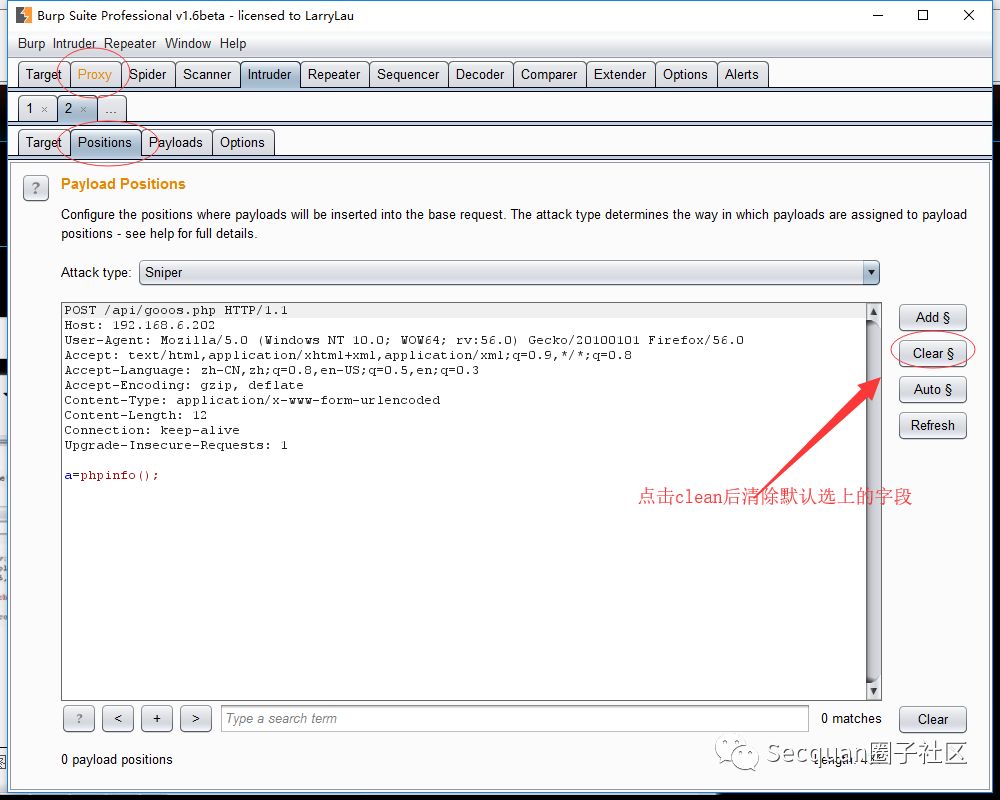 Burp Suite Professional v1.6beta - licensed to LarryLau
Burp Intruder Repeater Window Help
Target Proxy Spider Scanner Intruder Repeater Sequencer Decoder Comparer Extender Options Alerts
1 × 2 × ...
Target Positions Payloads Options
? Payload Positions
Configure the positions where payloads will be inserted into the base request. The attack type determines the way in which payloads are assigned to payload
positions - see help for full details.
Attack type: Sniper
POST /api/gooos.php HTTP/1.1
Add §
Host: 192.168.6.202
User-Agent: Mozilla/5.0 (Windows NT 10.0; WOW64; rv:56.0) Gecko/20100101 Firefox/56.0
Accept: text/html,application/xhtml+xml,application/xml;q=0.9,*/*;q=0.8
Clear §
Accept-Language: zh-CN,zh;q=0.8,en-US;q=0.5,en;q=0.3
Accept-Encoding: gzip, deflate
Auto §
Content-Type: application/x-www-form-urlencoded
Content-Length: 12
Connection: keep-alive
Refresh
Upgrade-Insecure-Requests: 1
a=phpinfo();
点击clean后清除默认选上的字段
? < + > Type a search term 0 matches Clear
0 payload positions
Secquan圈子社区